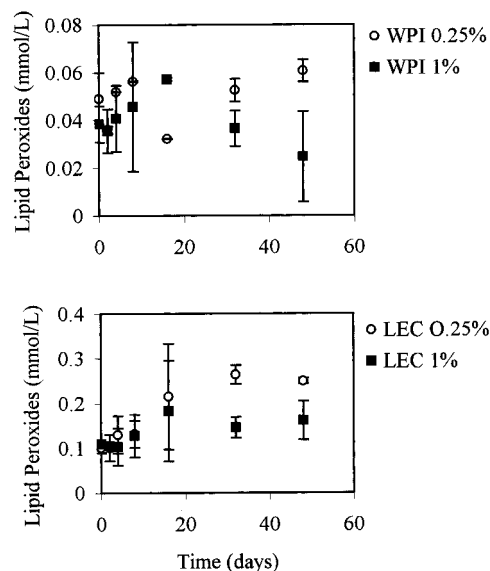 Lipid Peroxides (mmol/L)
0.08
0.06
0.04
0.02
0
0 20 40 60
WPI 0.25%
WPI 1%
Lipid Peroxides (mmol/L)
0.4
0.3
0.2
0.1
0
0 20 40 60
LEC O.25%
LEC 1%
Time (days)